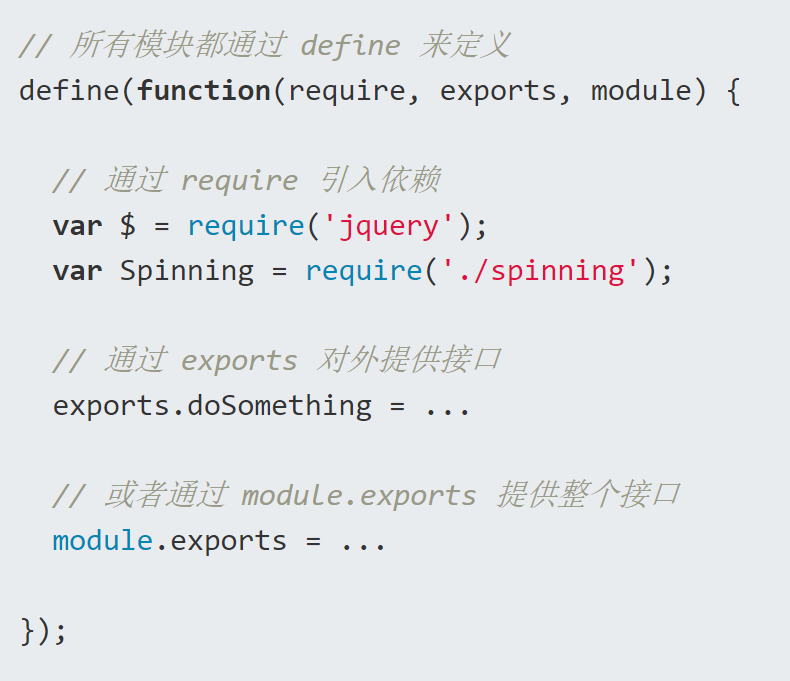 // 所有模块都通过 define 来定义
define(function(require, exports, module) {
// 通过 require 引入依赖
var $ = require('jquery');
var Spinning = require('./spinning');
// 通过 exports 对外提供接口
exports.doSomething = ...
// 或者通过 module.exports 提供整个接口
module.exports = ...
});